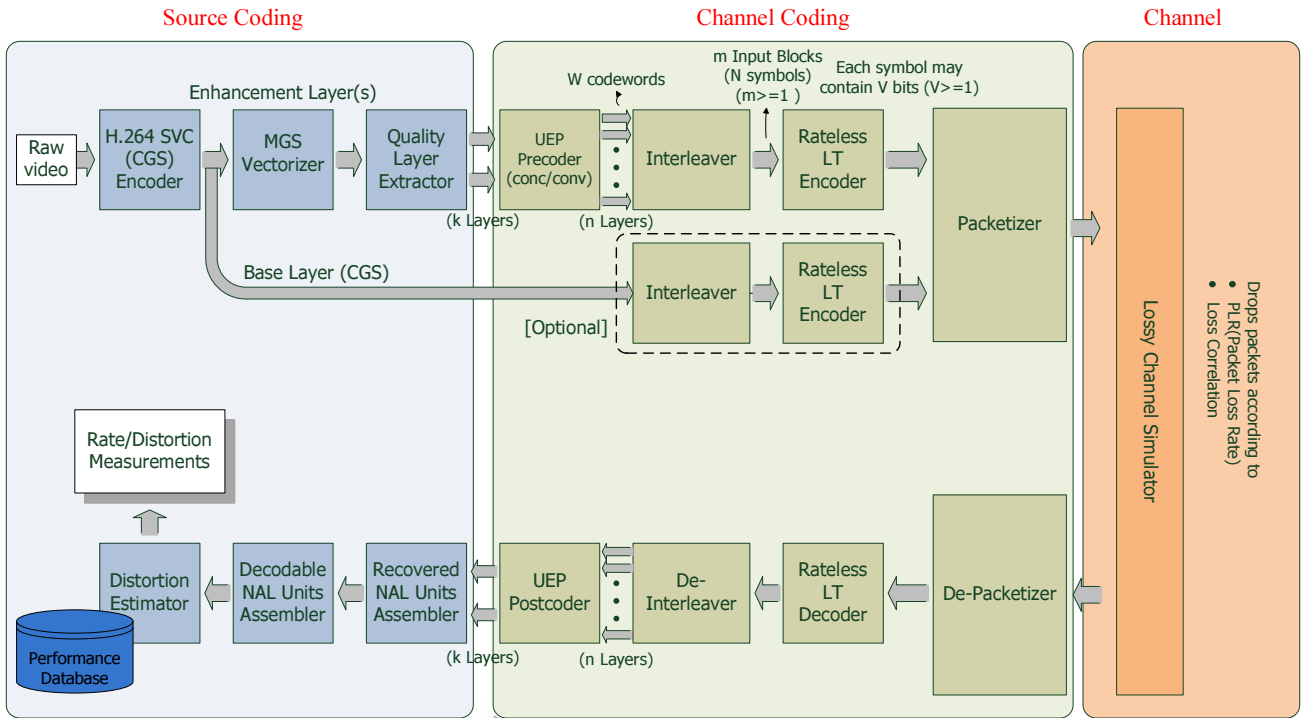 Source Coding
Channel Coding
Channel
Enhancement Layer(s)
W codewords
m Input Blocks
(N symbols)
(m>=1 )
Each symbol may
contain V bits (V>=1)
Raw
video
H.264 SVC
(CGS)
Encoder
MGS
Vectorizer
Quality
Layer
Extractor
UEP
Precoder
(conc/conv)
Interleaver
Rateless
LT
Encoder
Packetizer
(k Layers)
(n Layers)
Base Layer (CGS)
[Optional]
Interleaver
Rateless
LT
Encoder
Lossy Channel Simulator
Drops packets according to
• PLR(Packet Loss Rate)
• Loss Correlation
Rate/Distortion
Measurements
Distortion
Estimator
Decodable
NAL Units
Assembler
Recovered
NAL Units
Assembler
UEP
Postcoder
De-
Interleaver
Rateless
LT
Decoder
De-Packetizer
(k Layers)
(n Layers)
Performance
Database